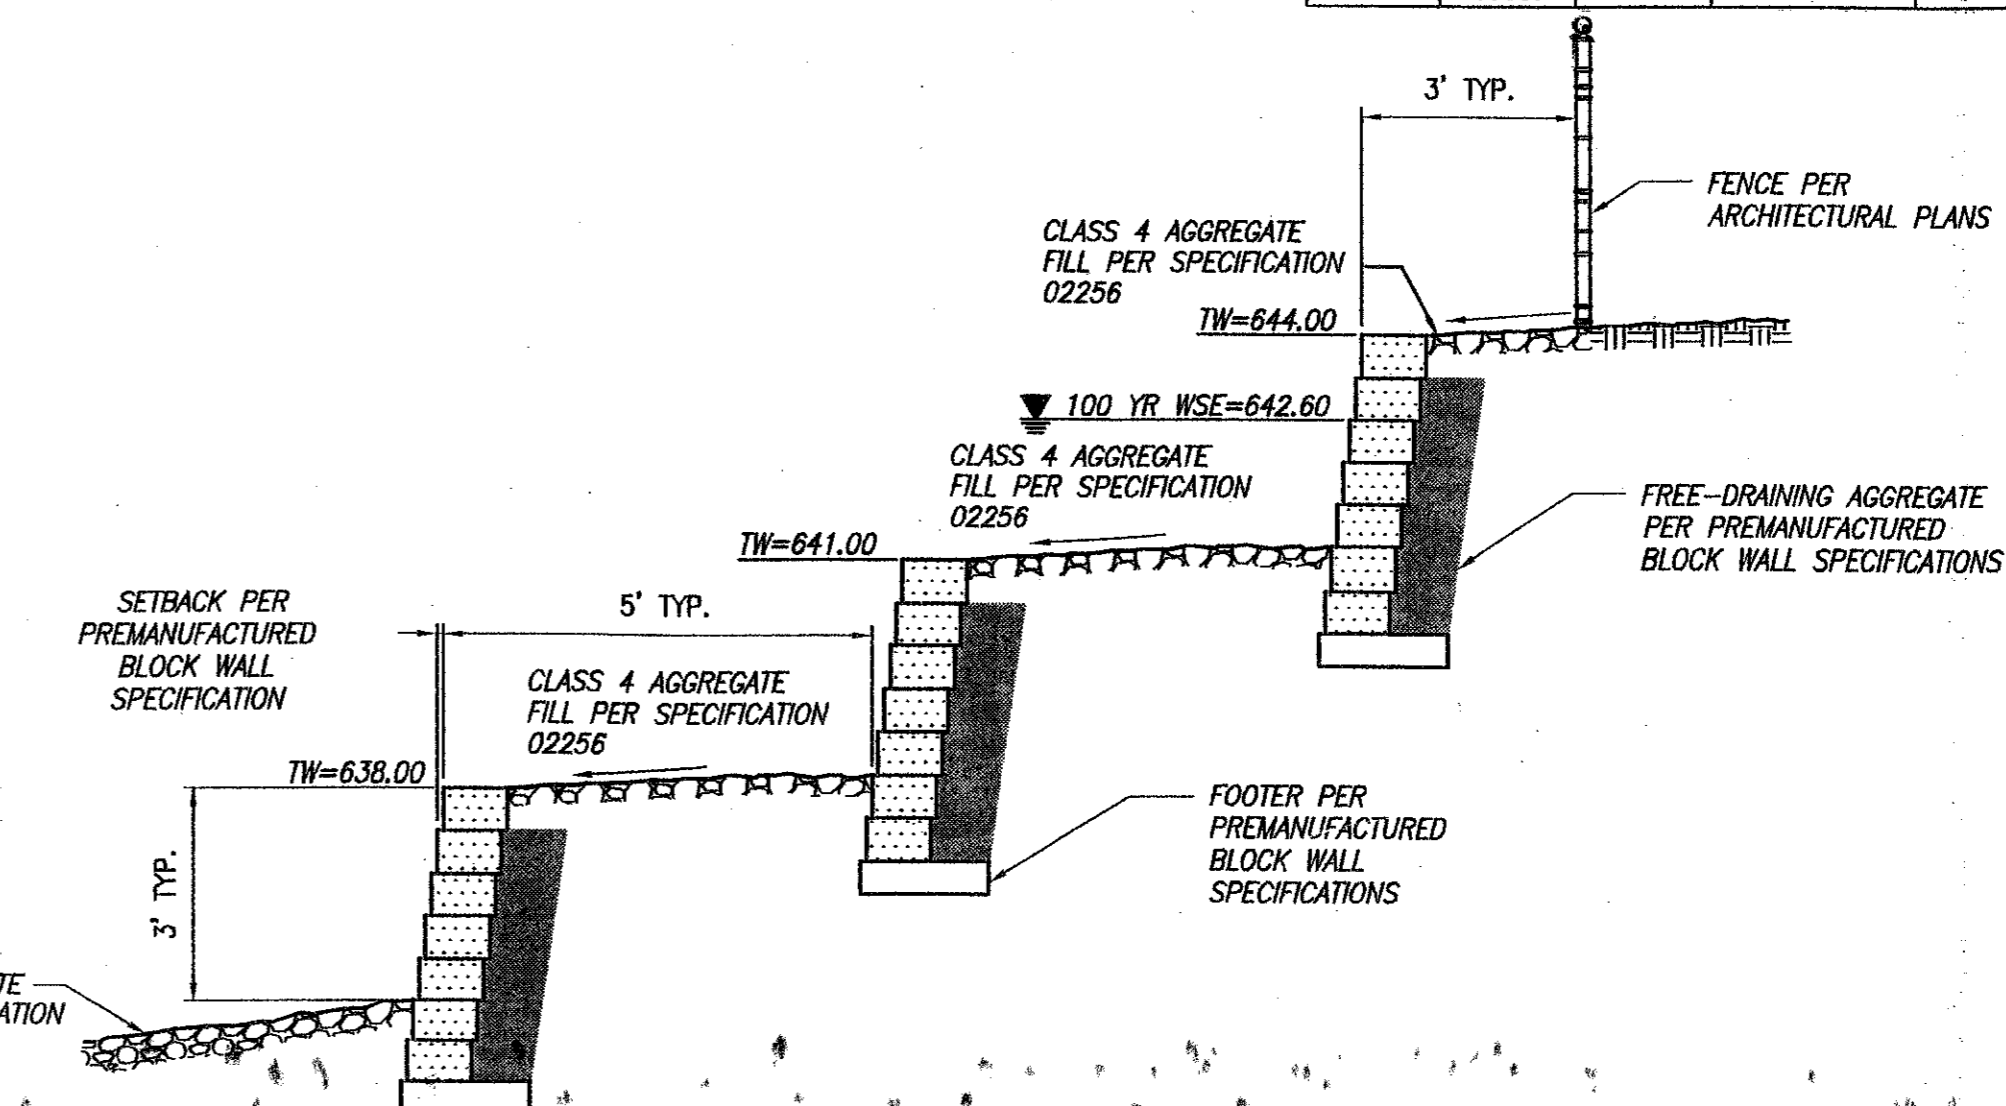 3' TYP.
FENCE PER
ARCHITECTURAL PLANS
CLASS 4 AGGREGATE
FILL PER SPECIFICATION
02256
TW=644.00
100 YR WSE=642.60
CLASS 4 AGGREGATE
FILL PER SPECIFICATION
02256
FREE-DRAINING AGGREGATE
PER PREMANUFACTURED
BLOCK WALL SPECIFICATIONS
TW=641.00
SETBACK PER
PREMANUFACTURED
BLOCK WALL
SPECIFICATION
5' TYP.
CLASS 4 AGGREGATE
FILL PER SPECIFICATION
02256
TW=638.00
3' TYP.
FOOTER PER
PREMANUFACTURED
BLOCK WALL
SPECIFICATIONS
TE
ATION